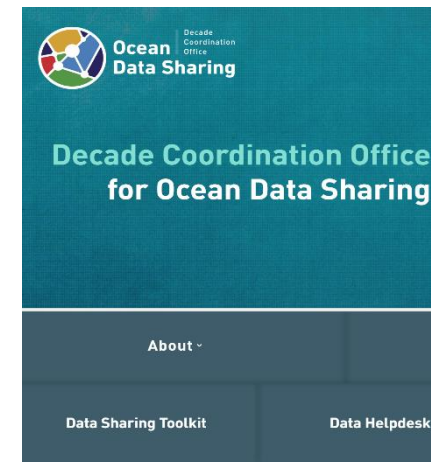 Ocean
Data Sharing
Decade
Coordination
Office
Decade Coordination Office
for Ocean Data Sharing
About
Data Sharing Toolkit
Data Helpdesk